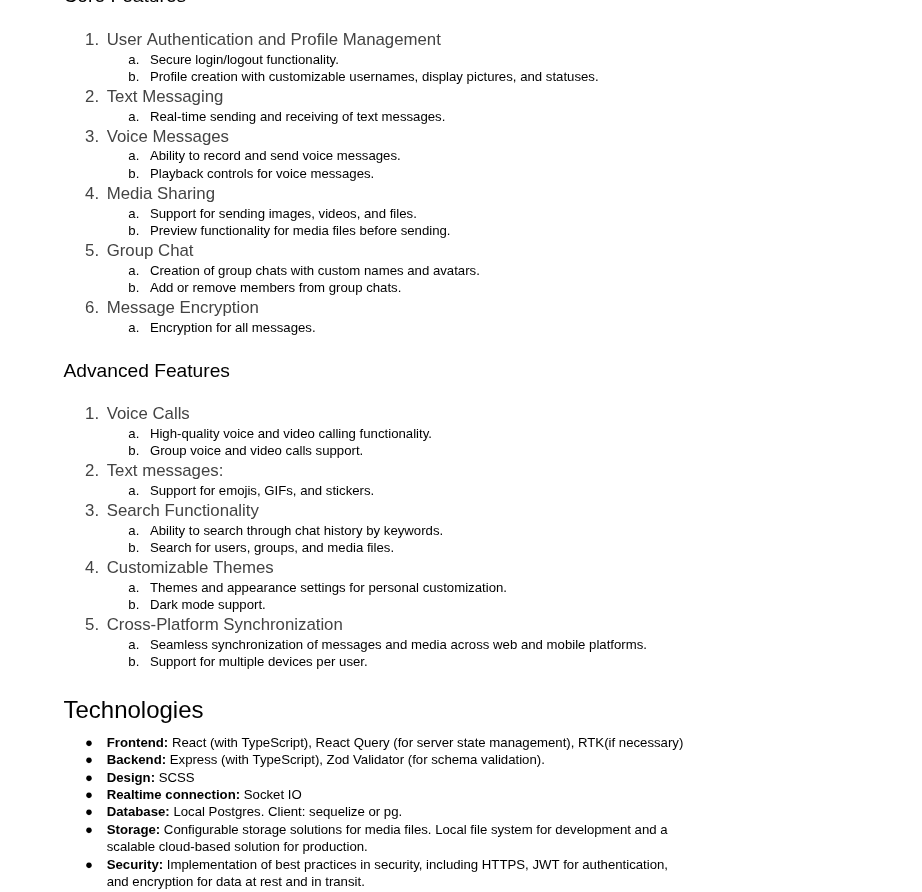 Core Features
1. User Authentication and Profile Management
a. Secure login/logout functionality.
b. Profile creation with customizable usernames, display pictures, and statuses.
2. Text Messaging
a. Real-time sending and receiving of text messages.
3. Voice Messages
a. Ability to record and send voice messages.
b. Playback controls for voice messages.
4. Media Sharing
a. Support for sending images, videos, and files.
b. Preview functionality for media files before sending.
5. Group Chat
a. Creation of group chats with custom names and avatars.
b. Add or remove members from group chats.
6. Message Encryption
a. Encryption for all messages.
Advanced Features
1. Voice Calls
a. High-quality voice and video calling functionality.
b. Group voice and video calls support.
2. Text messages:
a. Support for emojis, GIFs, and stickers.
3. Search Functionality
a. Ability to search through chat history by keywords.
b. Search for users, groups, and media files.
4. Customizable Themes
a. Themes and appearance settings for personal customization.
b. Dark mode support.
5. Cross-Platform Synchronization
a. Seamless synchronization of messages and media across web and mobile platforms.
b. Support for multiple devices per user.
Technologies
● Frontend: React (with TypeScript), React Query (for server state management), RTK(if necessary)
● Backend: Express (with TypeScript), Zod Validator (for schema validation).
● Design: SCSS
● Realtime connection: Socket IO
● Database: Local Postgres. Client: sequelize or pg.
● Storage: Configurable storage solutions for media files. Local file system for development and a
scalable cloud-based solution for production.
● Security: Implementation of best practices in security, including HTTPS, JWT for authentication,
and encryption for data at rest and in transit.